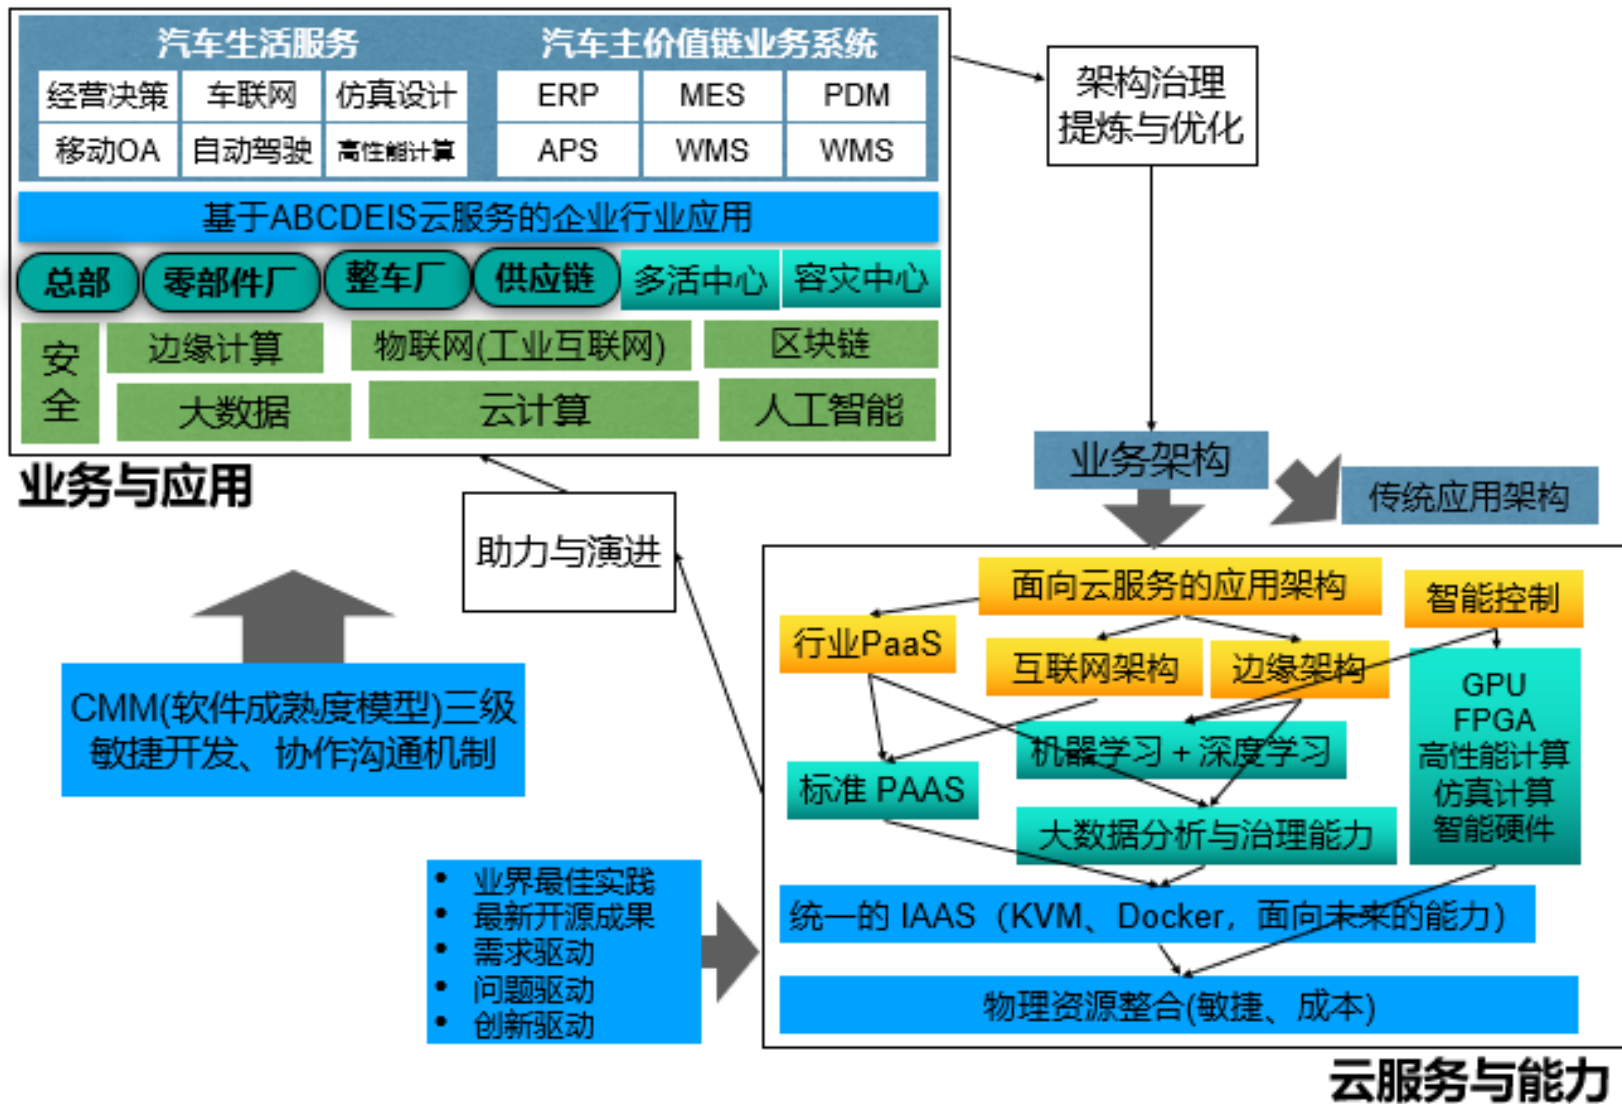 汽车生活服务
汽车主价值链业务系统
经营决策
车联网
仿真设计
ERP
MES
PDM
移动OA
自动驾驶
高性能计算
APS
WMS
WMS
基于ABCDEIS云服务的企业行业应用
总部
零部件厂
整车厂
供应链
多活中心
容灾中心
安
全
边缘计算
物联网(工业互联网)
区块链
大数据
云计算
人工智能
业务与应用
架构治理
提炼与优化
业务架构
传统应用架构
助力与演进
CMM(软件成熟度模型)三级
敏捷开发、协作沟通机制
• 业界最佳实践
• 最新开源成果
• 需求驱动
• 问题驱动
• 创新驱动
面向云服务的应用架构
智能控制
行业PaaS
互联网架构
边缘架构
GPU
FPGA
高性能计算
仿真计算
智能硬件
机器学习 + 深度学习
标准 PAAS
大数据分析与治理能力
统一的 IAAS（KVM、Docker，面向未来的能力）
物理资源整合(敏捷、成本)
云服务与能力